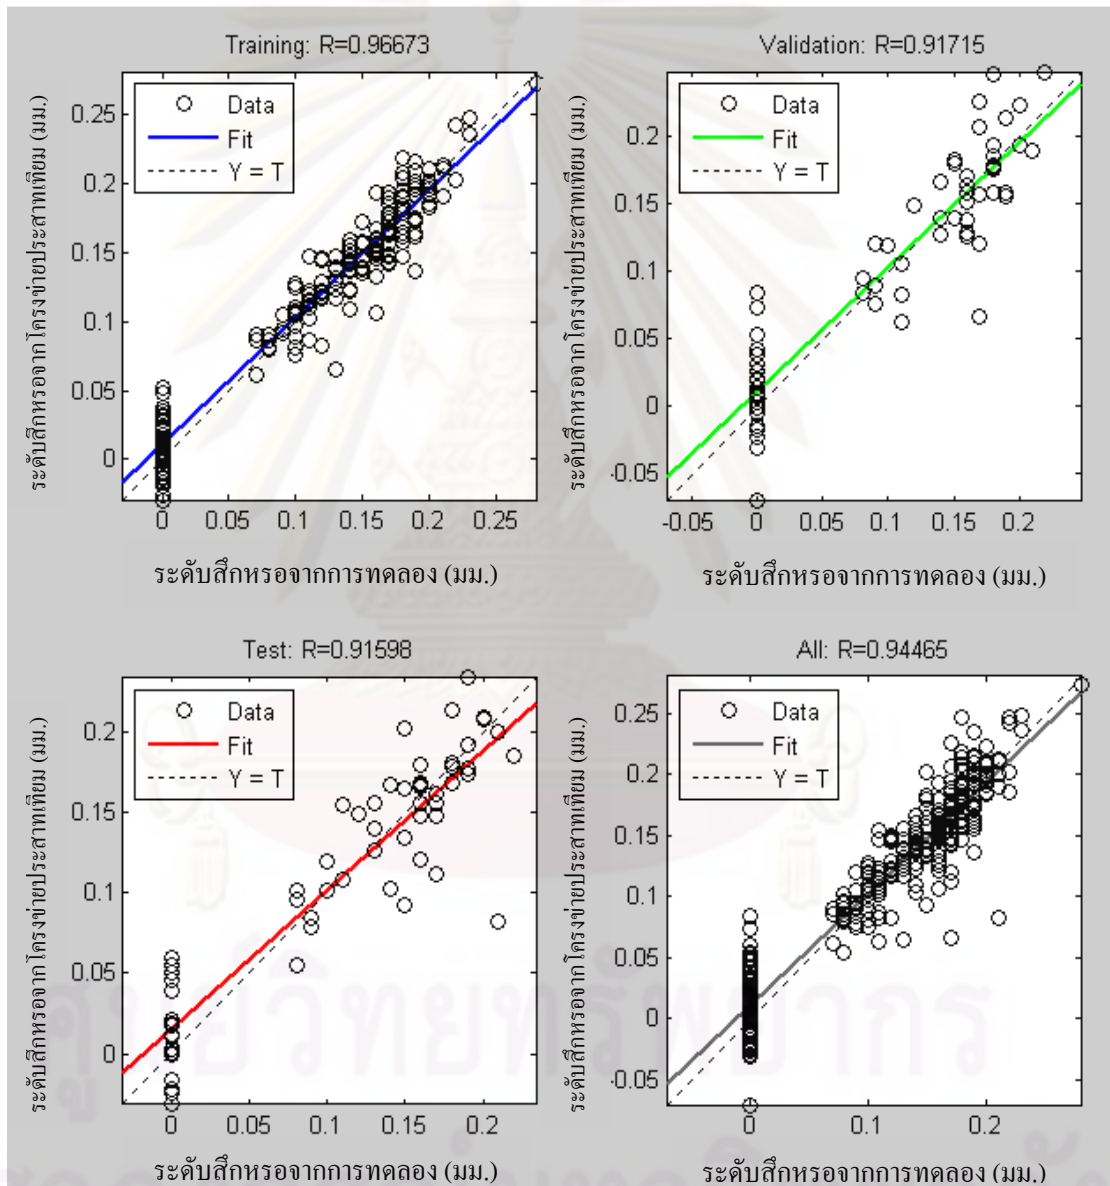 Training: R=0.96673
ระดับสึกหรอจากโครงข่ายประสาทเทียม (มม.)
0.25
0.2
0.15
0.1
0.05
0
Data
Fit
Y = T
0 0.05 0.1 0.15 0.2 0.25
ระดับสึกหรอจากการทดลอง (มม.)
Validation: R=0.91715
ระดับสึกหรอจากโครงข่ายประสาทเทียม (มม.)
0.2
0.15
0.1
0.05
0
-0.05
Data
Fit
Y = T
-0.05 0 0.05 0.1 0.15 0.2
ระดับสึกหรอจากการทดลอง (มม.)
Test: R=0.91598
ระดับสึกหรอจากโครงข่ายประสาทเทียม (มม.)
0.2
0.15
0.1
0.05
0
Data
Fit
Y = T
0 0.05 0.1 0.15 0.2
ระดับสึกหรอจากการทดลอง (มม.)
All: R=0.94465
ระดับสึกหรอจากโครงข่ายประสาทเทียม (มม.)
0.25
0.2
0.15
0.1
0.05
0
-0.05
Data
Fit
Y = T
0 0.1 0.2
ระดับสึกหรอจากการทดลอง (มม.)
ศูนย์วิทยทรัพยากร